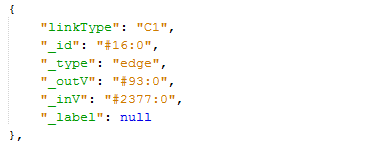 {
"linkType": "C1",
"_id": "#16:0",
"_type": "edge",
"_outV": "#93:0",
"_inV": "#2377:0",
"_label": null
},